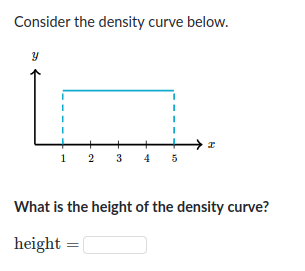 Consider the density curve below.
y
x
1 2 3 4 5
What is the height of the density curve?
height =